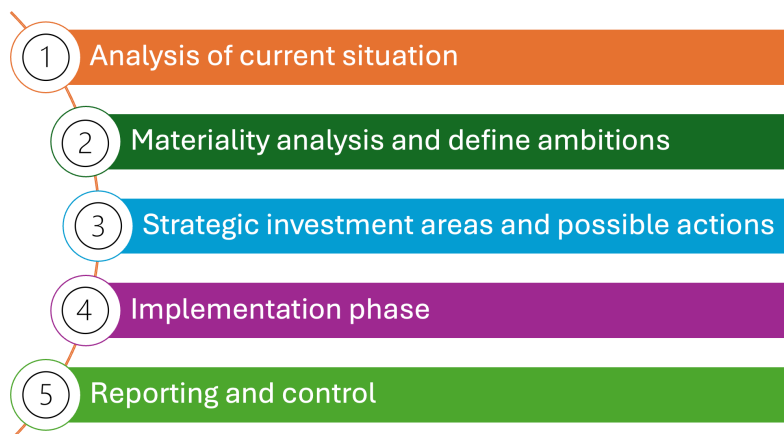 1 Analysis of current situation
2 Materiality analysis and define ambitions
3 Strategic investment areas and possible actions
4 Implementation phase
5 Reporting and control